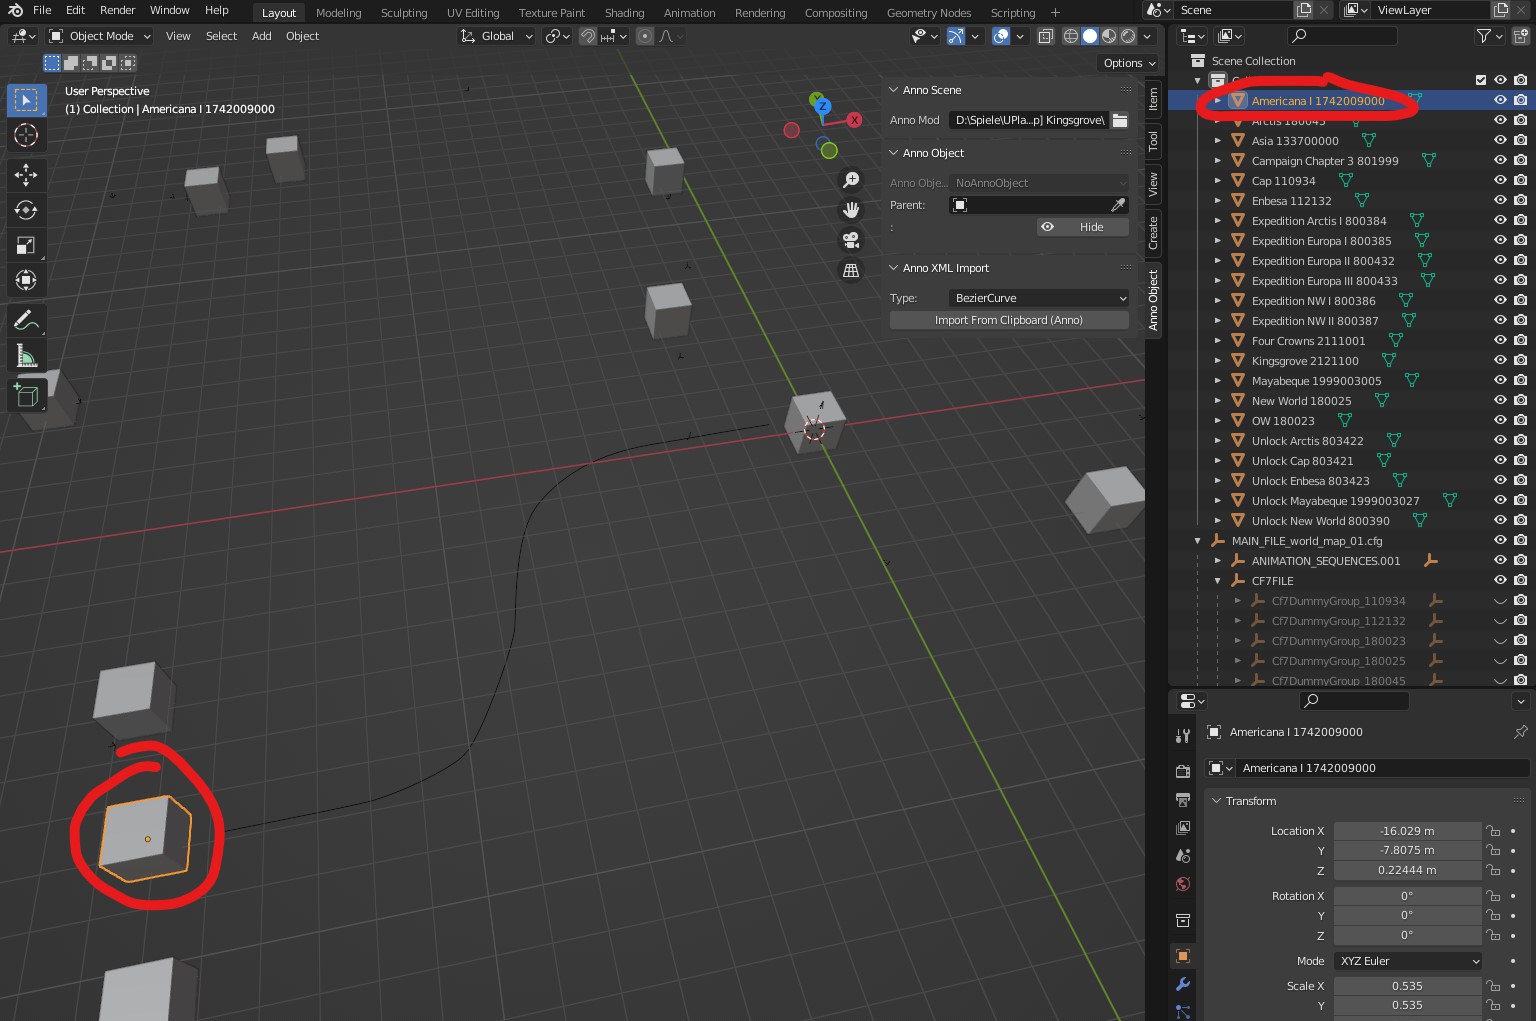 File Edit Render Window Help Layout Modeling Sculpting UV Editing Texture Paint Shading Animation Rendering Compositing Geometry Nodes Scripting + Scene ViewLayer
Object Mode View Select Add Object Global
Options
User Perspective
(1) Collection | Americana I 1742009000
Z
X
Y
Anno Scene
Anno Mod D:\Spiele\UPla...p] Kingsgrove\
Anno Object
Anno Obje... NoAnnoObject
Parent:
: Hide
Anno XML Import
Type: BezierCurve
Import From Clipboard (Anno)
Item
Tool
View
Create
Anno Object
Scene Collection
Americana I 1742009000
Arctis 180045
Asia 133700000
Campaign Chapter 3 801999
Cap 110934
Enbesa 112132
Expedition Arctis I 800384
Expedition Europa I 800385
Expedition Europa II 800432
Expedition Europa III 800433
Expedition NW I 800386
Expedition NW II 800387
Four Crowns 2111001
Kingsgrove 2121100
Mayabeque 1999003005
New World 180025
OW 180023
Unlock Arctis 803422
Unlock Cap 803421
Unlock Enbesa 803423
Unlock Mayabeque 1999003027
Unlock New World 800390
MAIN_FILE_world_map_01.cfg
ANIMATION_SEQUENCES.001
CF7FILE
Cf7DummyGroup_110934
Cf7DummyGroup_112132
Cf7DummyGroup_180023
Cf7DummyGroup_180025
Cf7DummyGroup_180045
Americana I 1742009000
Americana I 1742009000
Transform
Location X -16.029 m
Y -7.8075 m
Z 0.22444 m
Rotation X 0°
Y 0°
Z 0°
Mode XYZ Euler
Scale X 0.535
Y 0.535